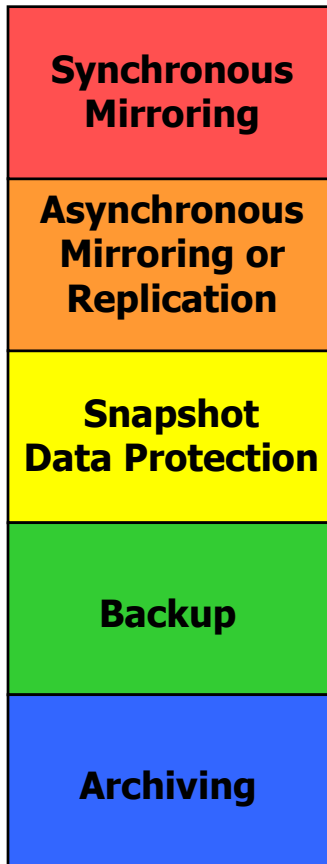 Synchronous
Mirroring
Asynchronous
Mirroring or
Replication
Snapshot
Data Protection
Backup
Archiving